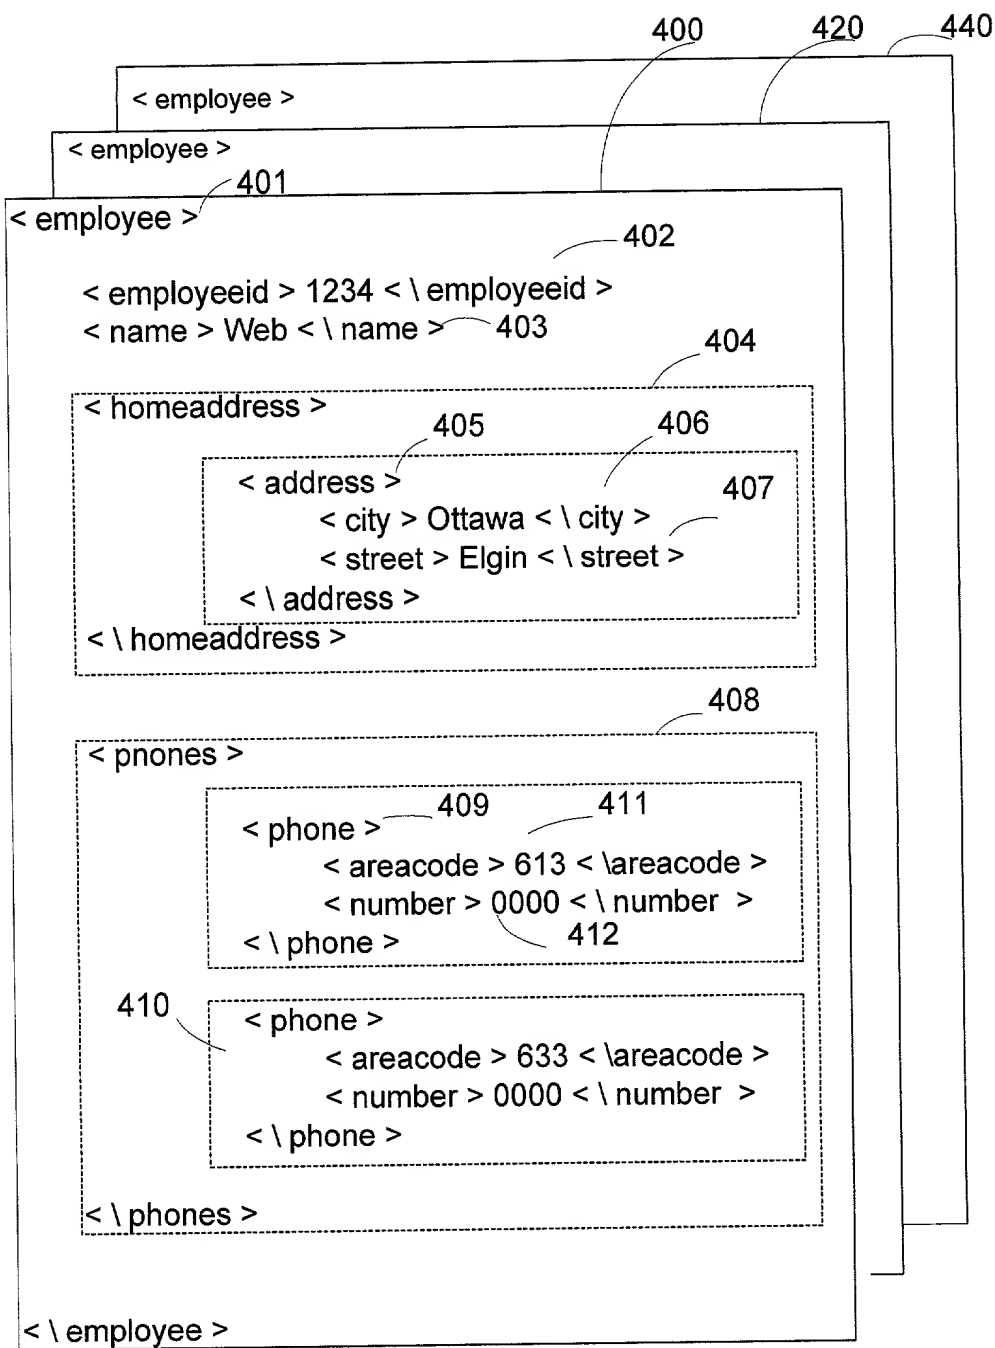 400 420 440
< employee >
< employee >
401
< employee >
402
< employeeid > 1234 < \ employeeid >
< name > Web < \ name > 403
404
< homeaddress >
405 406
< address >
407
< city > Ottawa < \ city >
< street > Elgin < \ street >
< \ address >
< \ homeaddress >
408
< pnones >
409 411
< phone >
< areacode > 613 < \areacode >
< number > 0000 < \ number >
412
< \ phone >
410
< phone >
< areacode > 633 < \areacode >
< number > 0000 < \ number >
< \ phone >
< \ phones >
< \ employee >